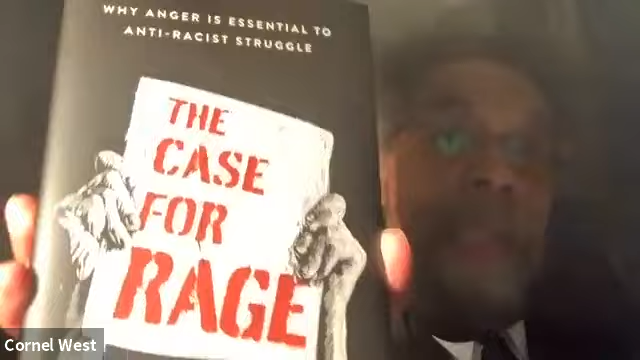 WHY ANGER IS ESSENTIAL TO
ANTI-RACIST STRUGGLE
THE
CASE
FOR
RAGE
Cornel West